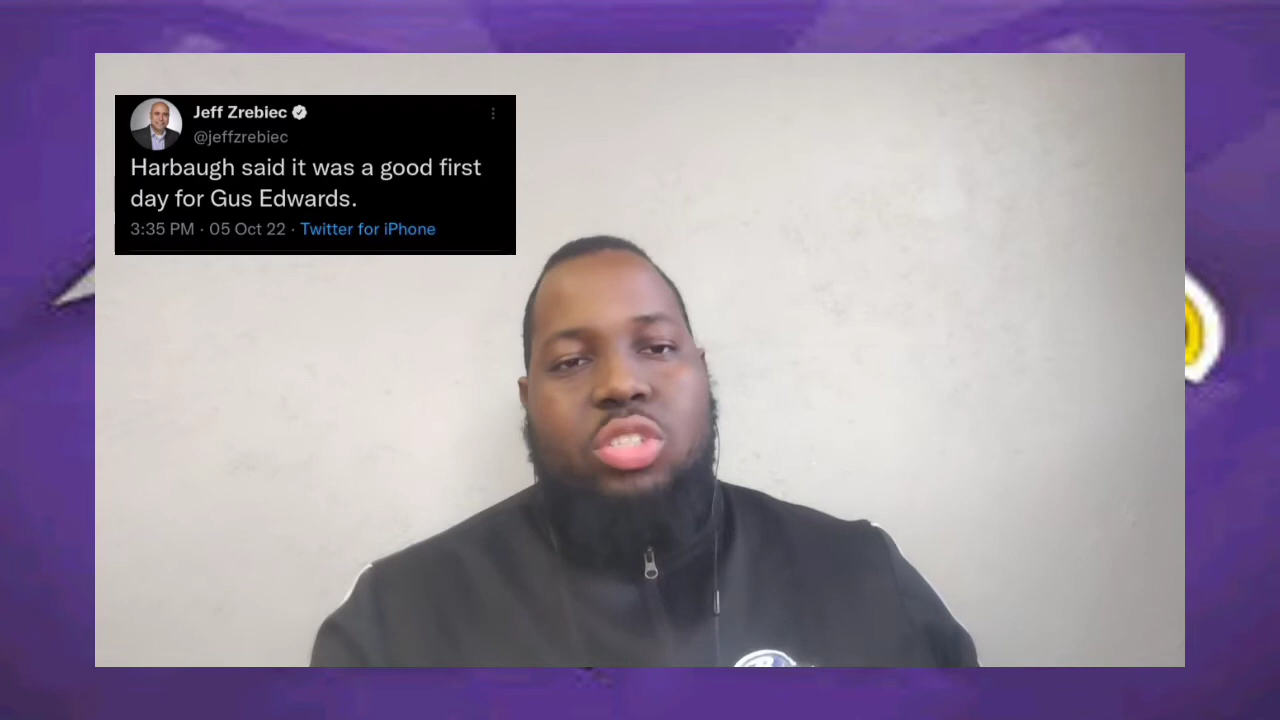 Jeff Zrebiec
@jeffzrebiec
Harbaugh said it was a good first
day for Gus Edwards.
3:35 PM · 05 Oct 22 · Twitter for iPhone